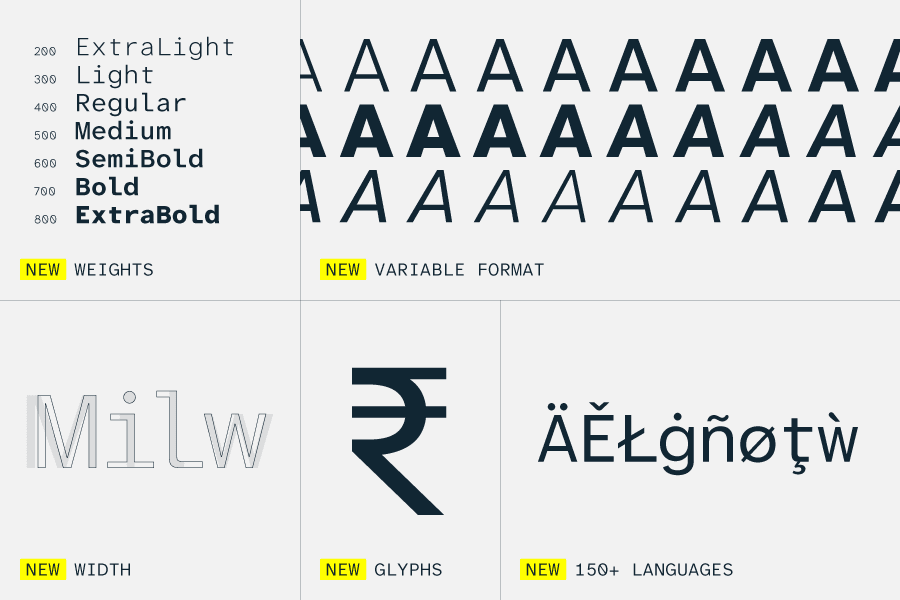 200 ExtraLight
300 Light
400 Regular
500 Medium
600 SemiBold
700 Bold
800 ExtraBold
NEW WEIGHTS
A A A A A A A A A A
A A A A A A A A A A
A A A A A A A A A A
NEW VARIABLE FORMAT
Milw
NEW WIDTH
₹
NEW GLYPHS
ÄĚŁġñøţẁ
NEW 150+ LANGUAGES